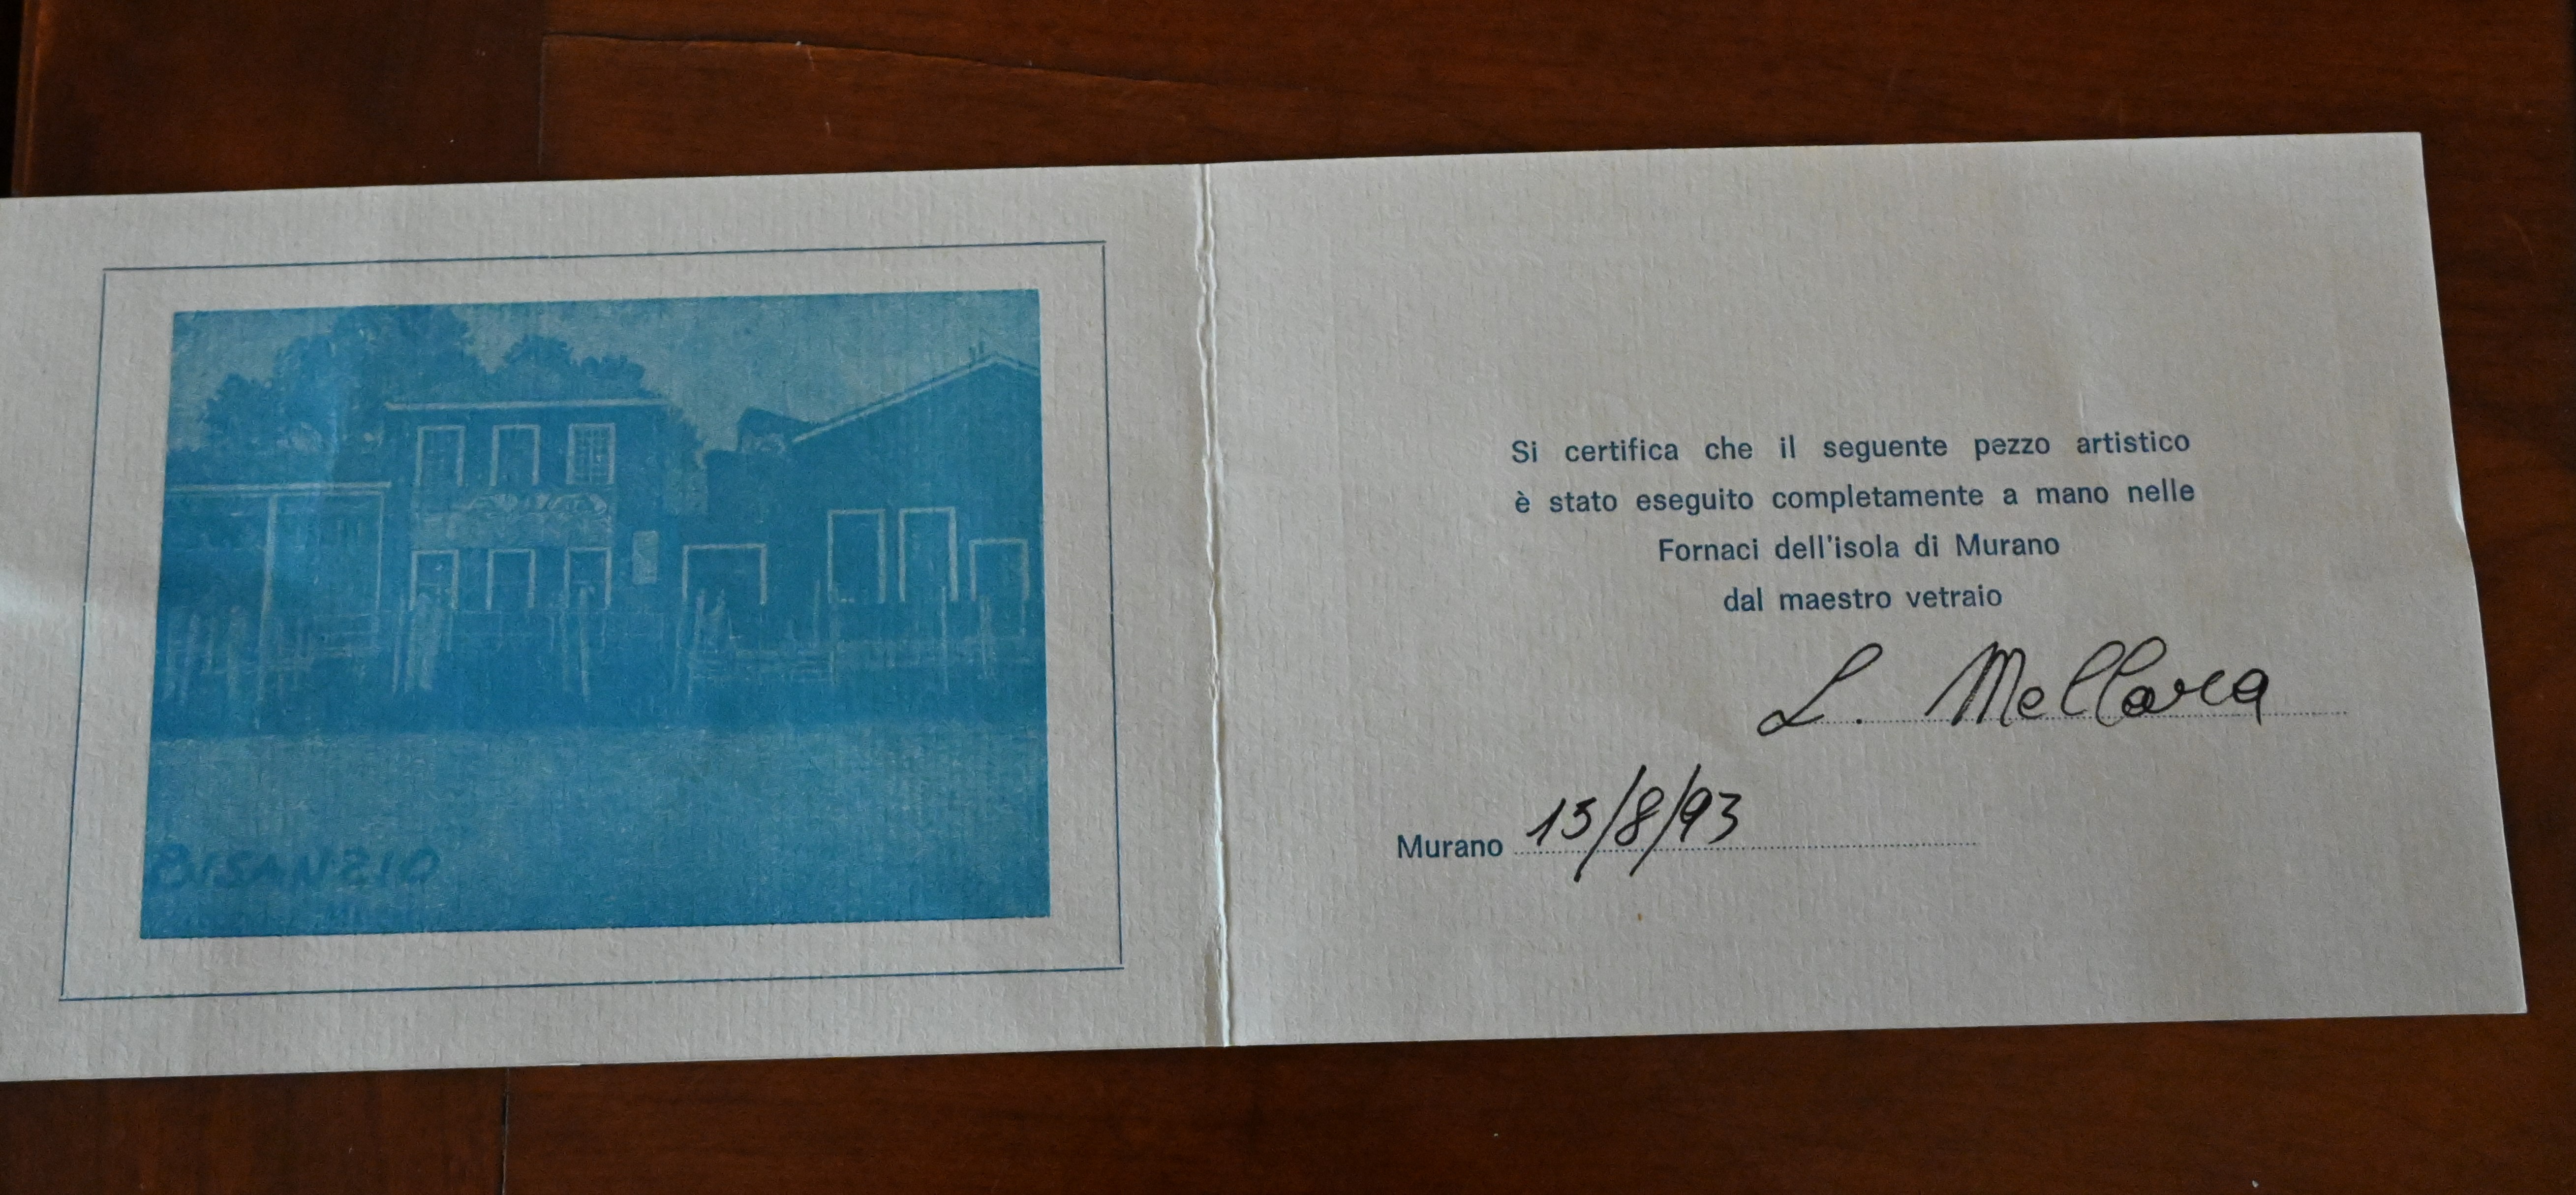 BISANZIO
Si certifica che il seguente pezzo artistico
è stato eseguito completamente a mano nelle
Fornaci dell'isola di Murano
dal maestro vetraio
L. Mellara
Murano 13/8/93